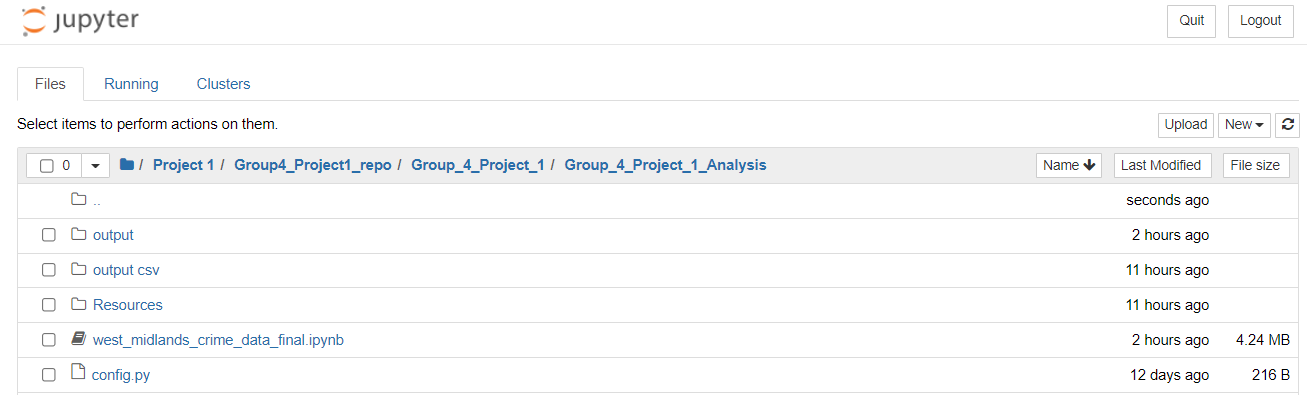 jupyter Quit Logout
Files Running Clusters
Select items to perform actions on them. Upload New
0 / Project 1 / Group4_Project1_repo / Group_4_Project_1 / Group_4_Project_1_Analysis Name Last Modified File size
.. seconds ago
output 2 hours ago
output csv 11 hours ago
Resources 11 hours ago
west_midlands_crime_data_final.ipynb 2 hours ago 4.24 MB
config.py 12 days ago 216 B